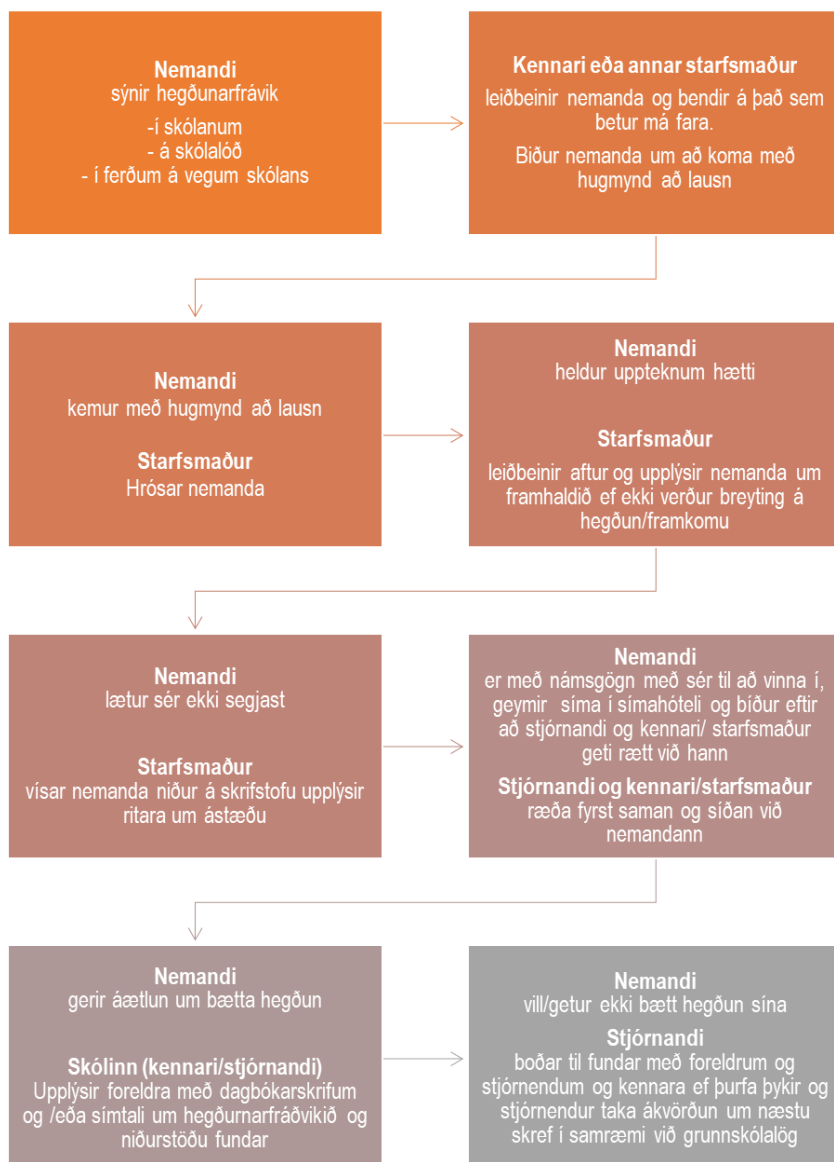 Nemandi
sýnir hegðunarfrávik
-í skólanum
- á skólalóð
- í ferðum á vegum skólans
Kennari eða annar starfsmaður
leiðbeinir nemanda og bendir á það sem
betur má fara.
Biður nemanda um að koma með
hugmynd að lausn
Nemandi
kemur með hugmynd að lausn
Starfsmaður
Hrósar nemanda
Nemandi
heldur uppteknum hætti
Starfsmaður
leiðbeinir aftur og upplýsir nemanda um
framhaldið ef ekki verður breyting á
hegðun/framkomu
Nemandi
lætur sér ekki segjast
Starfsmaður
vísar nemanda niður á skrifstofu upplýsir
ritara um ástæðu
Nemandi
er með námsgögn með sér til að vinna í,
geymir síma í símahóteli og bíður eftir
að stjórnandi og kennari/ starfsmaður
geti rætt við hann
Stjórnandi og kennari/starfsmaður
ræða fyrst saman og síðan við
nemandann
Nemandi
gerir áætlun um bætta hegðun
Skólinn (kennari/stjórnandi)
Upplýsir foreldra með dagbókarskrifum
og /eða símtali um hegðurnarfráðvikið og
niðurstöðu fundar
Nemandi
vill/getur ekki bætt hegðun sína
Stjórnandi
boðar til fundar með foreldrum og
stjórnendum og kennara ef þurfa þykir og
stjórnendur taka ákvörðun um næstu
skref í samræmi við grunnskólalög